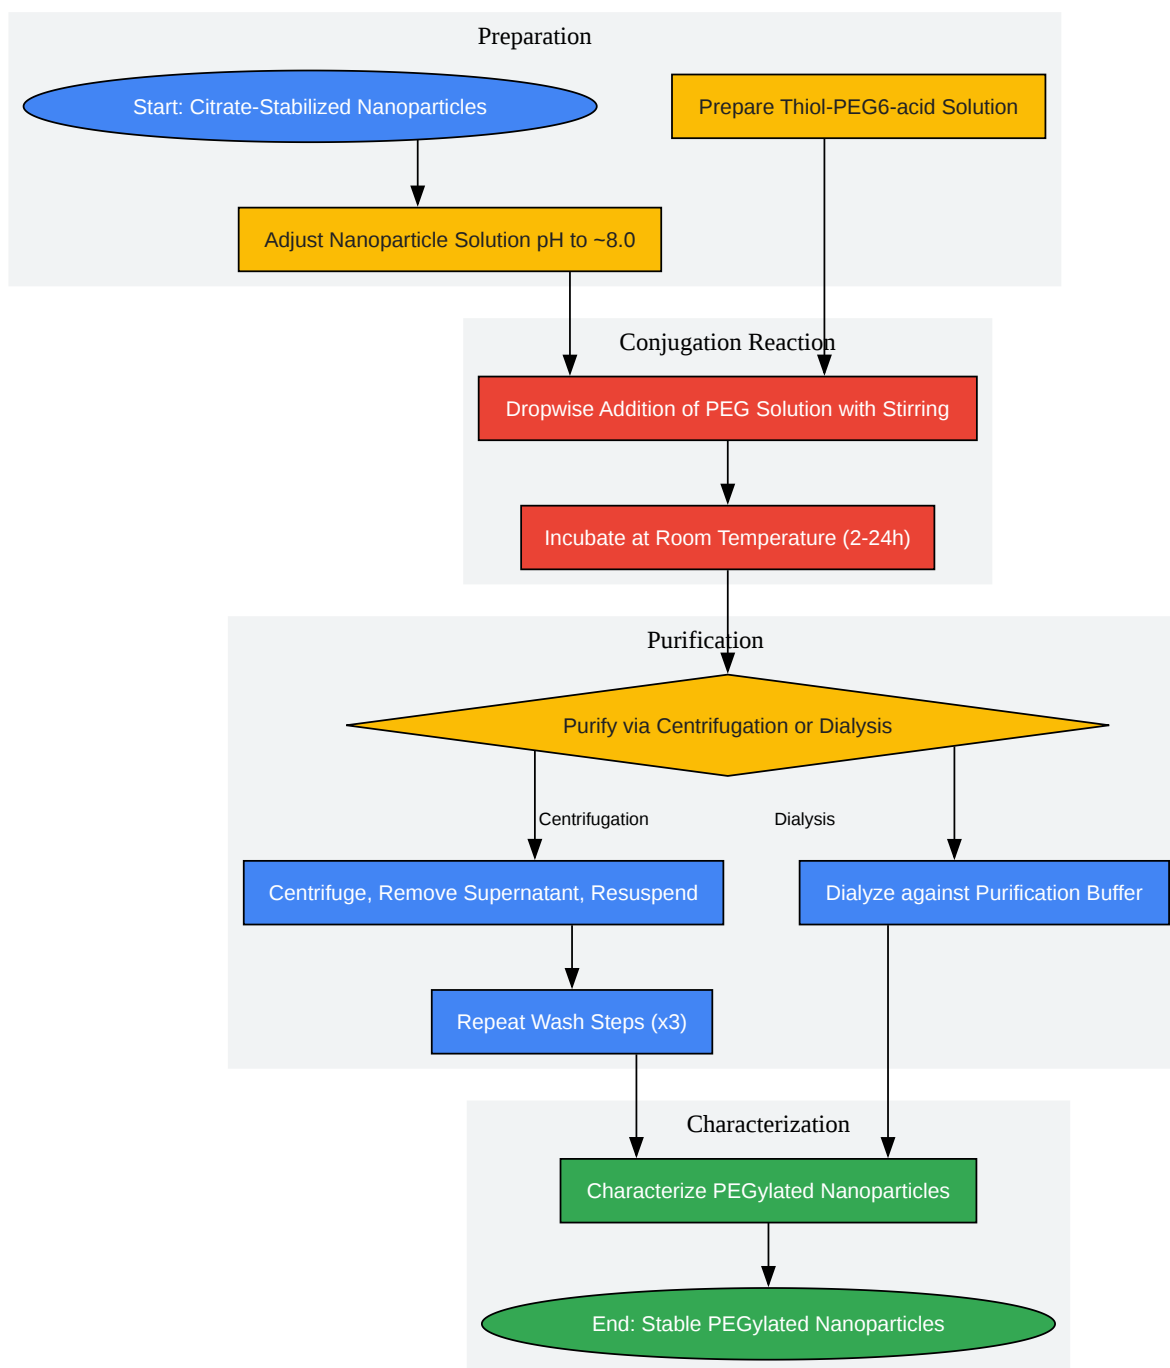 Preparation
Start: Citrate-Stabilized Nanoparticles
Prepare Thiol-PEG6-acid Solution
Adjust Nanoparticle Solution pH to ~8.0
Conjugation Reaction
Dropwise Addition of PEG Solution with Stirring
Incubate at Room Temperature (2-24h)
Purification
Purify via Centrifugation or Dialysis
Centrifugation
Dialysis
Centrifuge, Remove Supernatant, Resuspend
Dialyze against Purification Buffer
Repeat Wash Steps (x3)
Characterization
Characterize PEGylated Nanoparticles
End: Stable PEGylated Nanoparticles